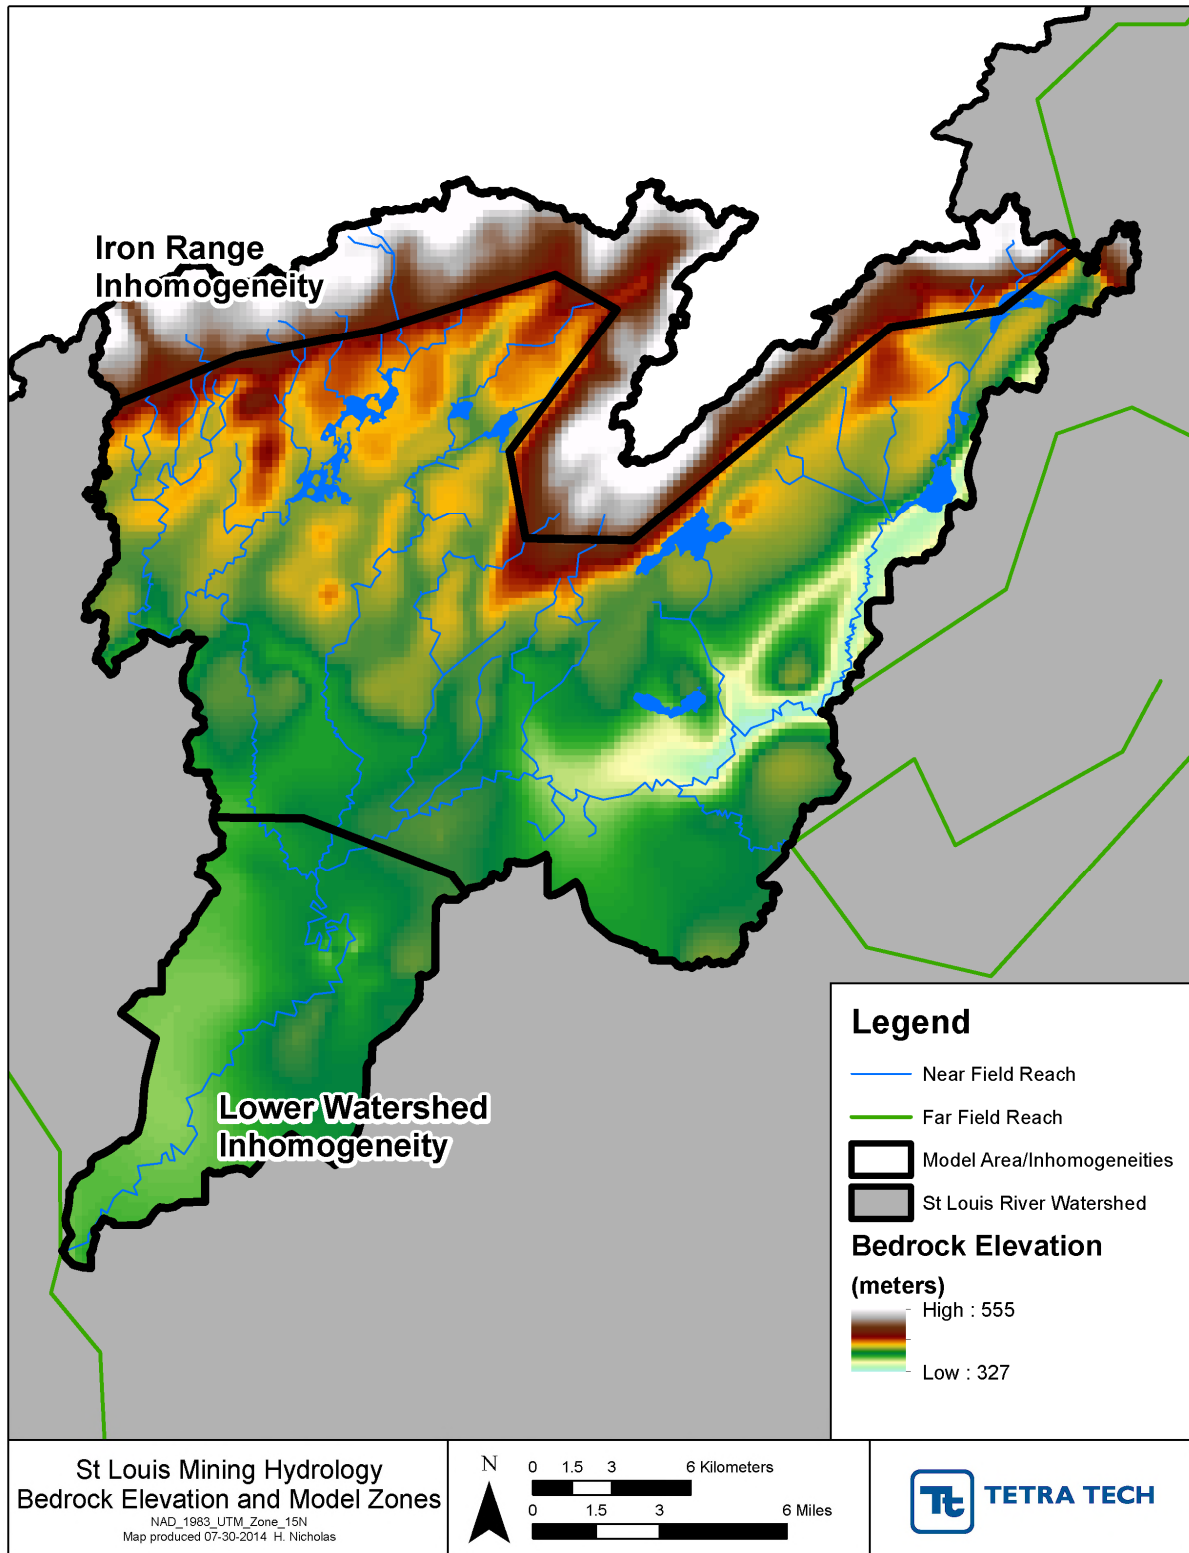 Iron Range
Inhomogeneity
Lower Watershed
Inhomogeneity
Legend
Near Field Reach
Far Field Reach
Model Area/Inhomogeneities
St Louis River Watershed
Bedrock Elevation
(meters)
High : 555
Low : 327
St Louis Mining Hydrology
Bedrock Elevation and Model Zones
NAD_1983_UTM_Zone_15N
Map produced 07-30-2014 H. Nicholas
N
0 1.5 3 6 Kilometers
0 1.5 3 6 Miles
Tt TETRA TECH